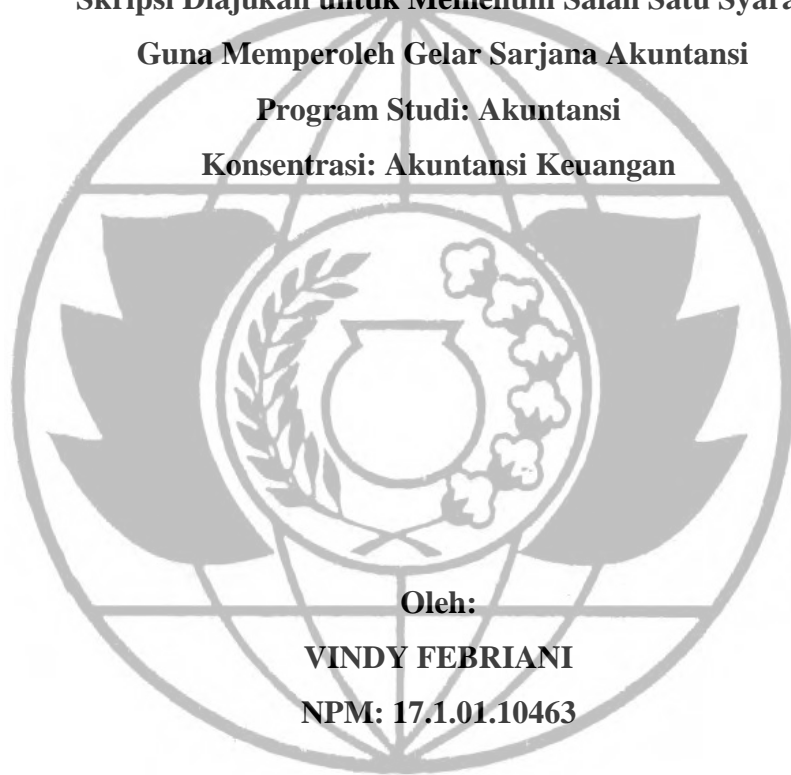 Skripsi Diajukan untuk Memenuhi Salah Satu
Guna Memperoleh Gelar Sarjana Akuntansi
Program Studi: Akuntansi
Konsentrasi: Akuntansi Keuangan
Oleh:
VINDY FEBRIANI
NPM: 17.1.01.10463